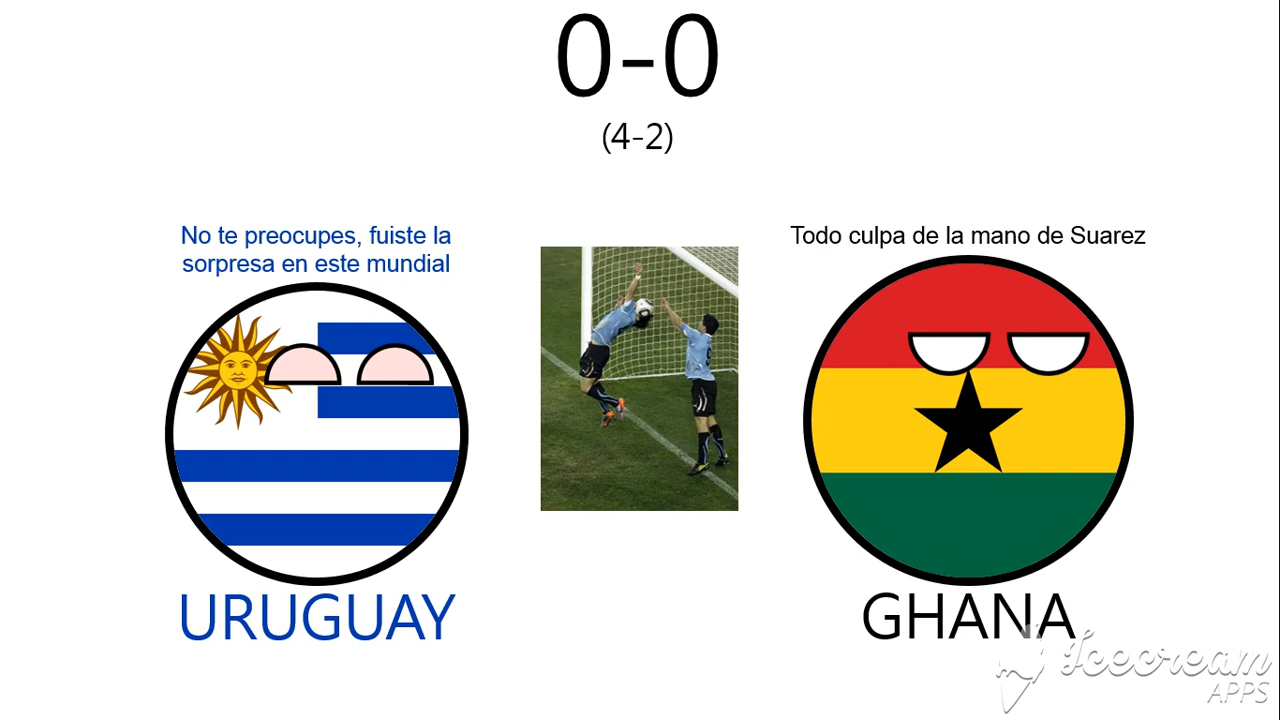 0-0
(4-2)
No te preocupes, fuiste la
sorpresa en este mundial
Todo culpa de la mano de Suarez
URUGUAY
GHANA
Icecream
APPS